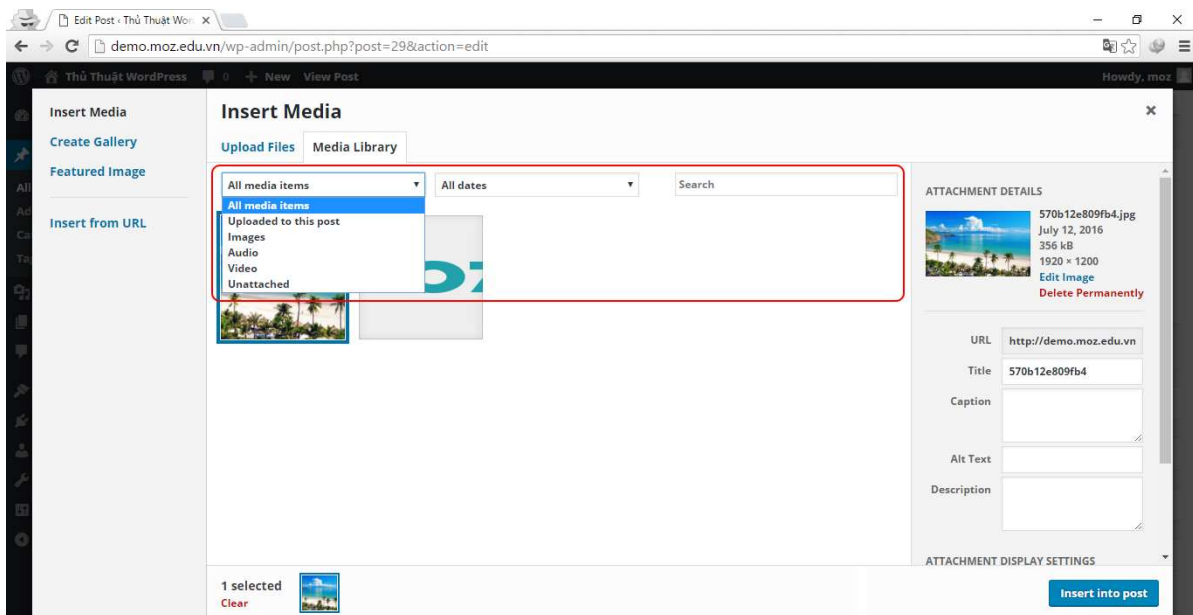 Edit Post ‹ Thủ Thuật Wor
demo.moz.edu.vn/wp-admin/post.php?post=29&action=edit
Thủ Thuật WordPress 0 + New View Post
Howdy, moz
Insert Media
Create Gallery
Featured Image
Insert from URL
Insert Media
Upload Files Media Library
All media items All dates Search
All media items
Uploaded to this post
Images
Audio
Video
Unattached
ATTACHMENT DETAILS
570b12e809fb4.jpg
July 12, 2016
356 kB
1920 × 1200
Edit Image
Delete Permanently
URL http://demo.moz.edu.vn
Title 570b12e809fb4
Caption
Alt Text
Description
ATTACHMENT DISPLAY SETTINGS
1 selected
Clear
Insert into post